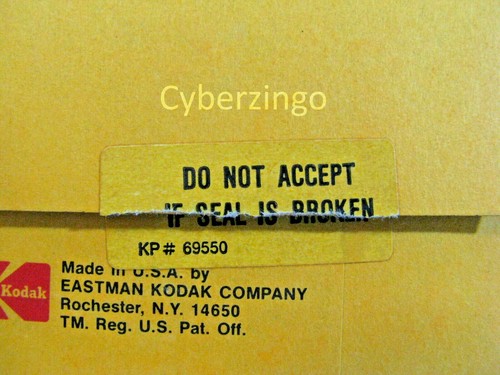 Cyberzingo
DO NOT ACCEPT
IF SEAL IS BROKEN
KP# 69550
Kodak
Made in U.S.A. by
EASTMAN KODAK COMPANY
Rochester, N.Y. 14650
TM. Reg. U.S. Pat. Off.